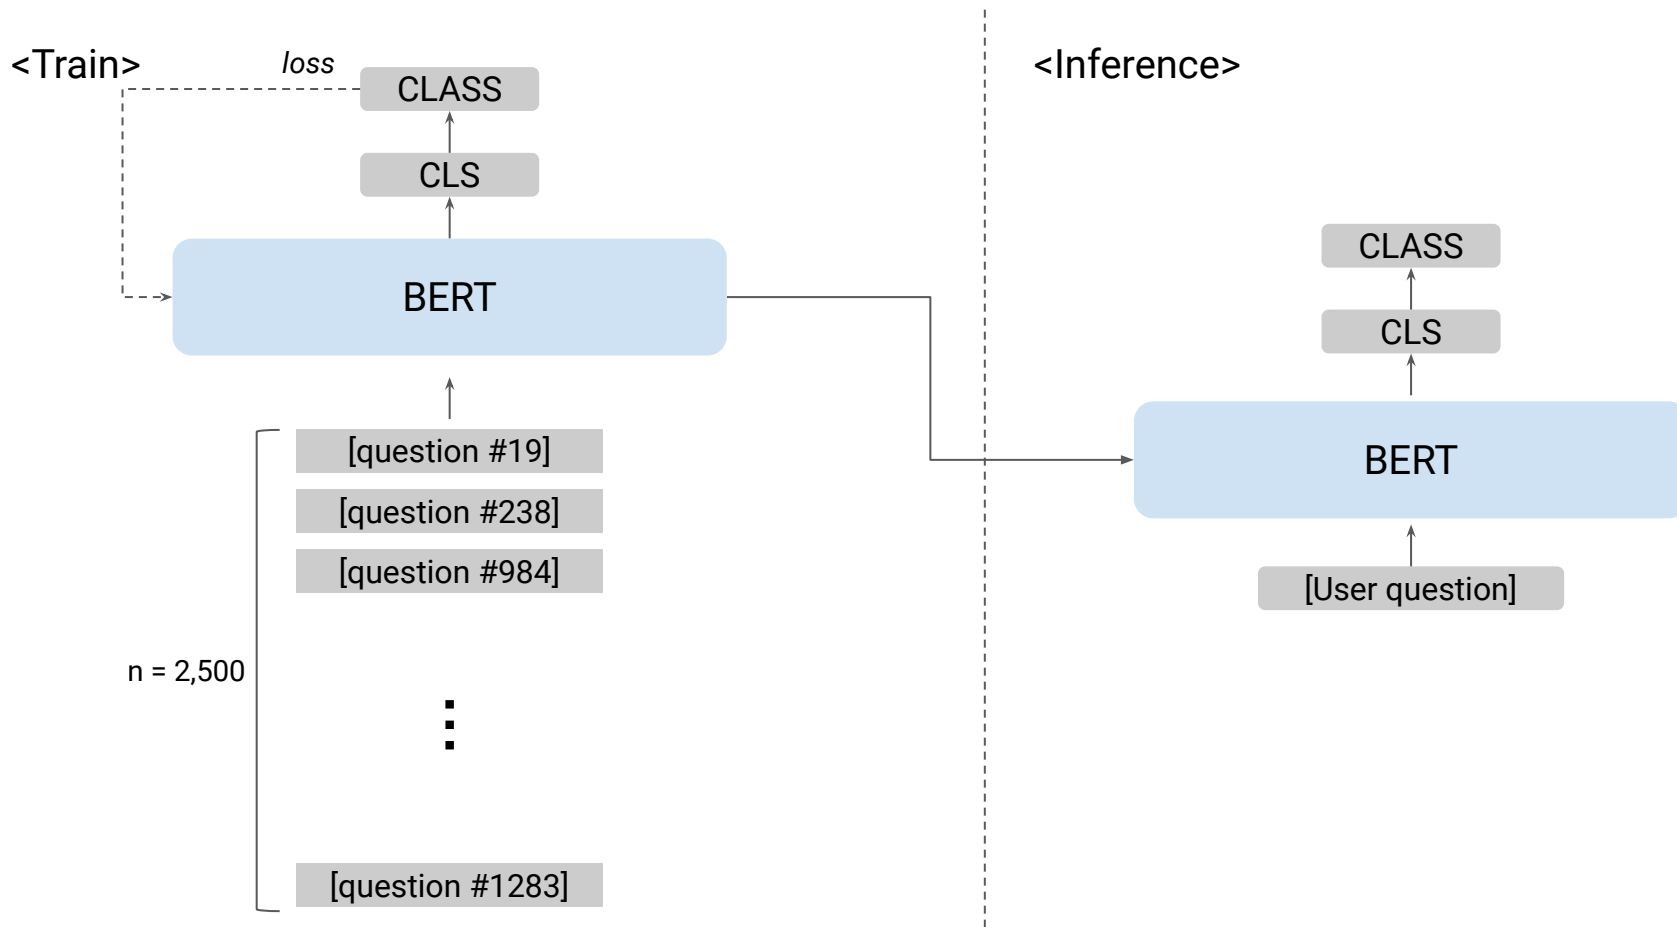 <Train>
loss
CLASS
CLS
BERT
[question #19]
[question #238]
[question #984]
n = 2,500
[question #1283]
<Inference>
CLASS
CLS
BERT
[User question]